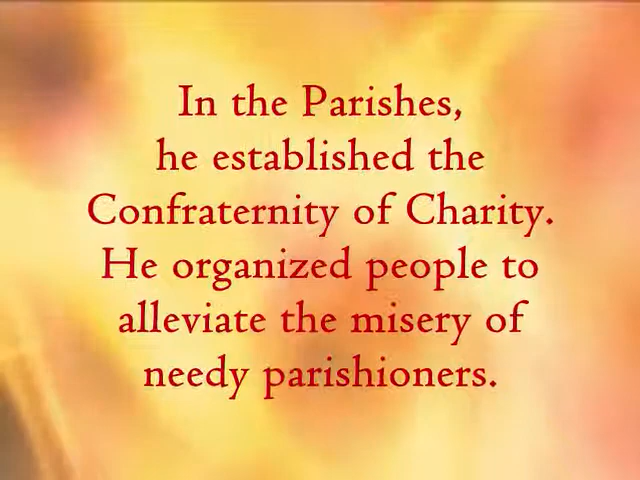 In the Parishes,
he established the
Confraternity of Charity.
He organized people to
alleviate the misery of
needy parishioners.